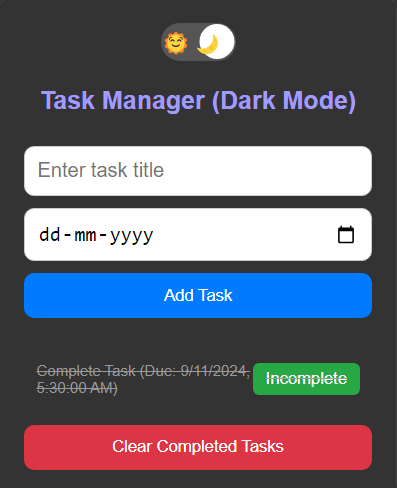 Task Manager (Dark Mode)
Enter task title
dd-mm-yyyy
Add Task
Complete Task (Due: 9/11/2024,
5:30:00 AM)
Incomplete
Clear Completed Tasks